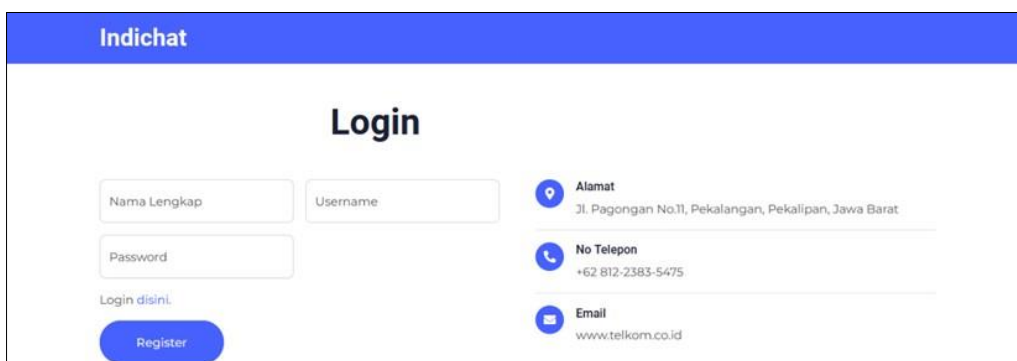 Indichat
Login
Nama Lengkap
Username
Password
Login disini.
Register
Alamat
Jl. Pagongan No.11, Pekalangan, Pekalipan, Jawa Barat
No Telepon
+62 812-2383-5475
Email
www.telkom.co.id